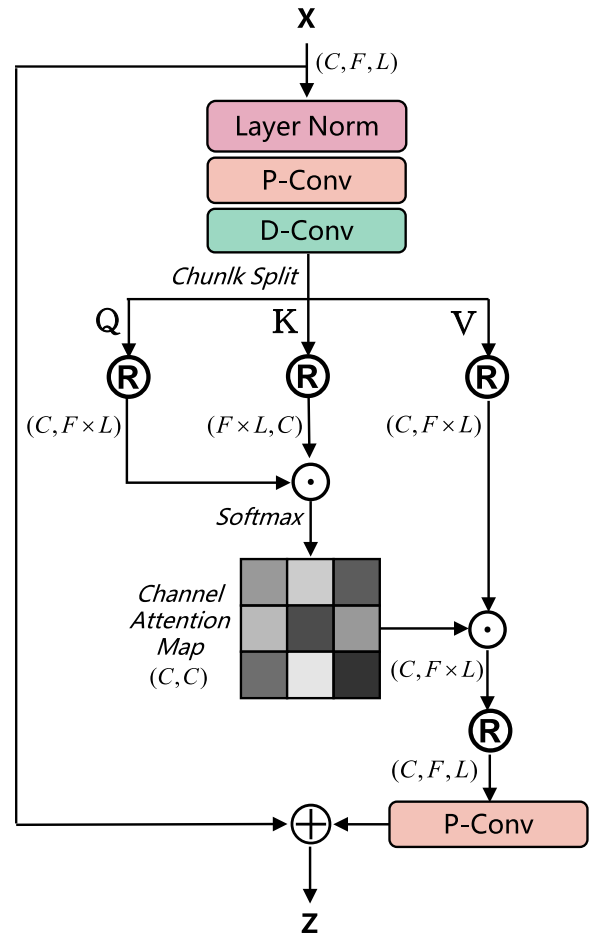 X
(C, F, L)
Layer Norm
P-Conv
D-Conv
Chunlk Split
Q K V
R R R
(C, F×L) (F×L, C) (C, F×L)
Softmax
Channel
Attention
Map
(C, C)
(C, F×L)
R
(C, F, L)
P-Conv
Z